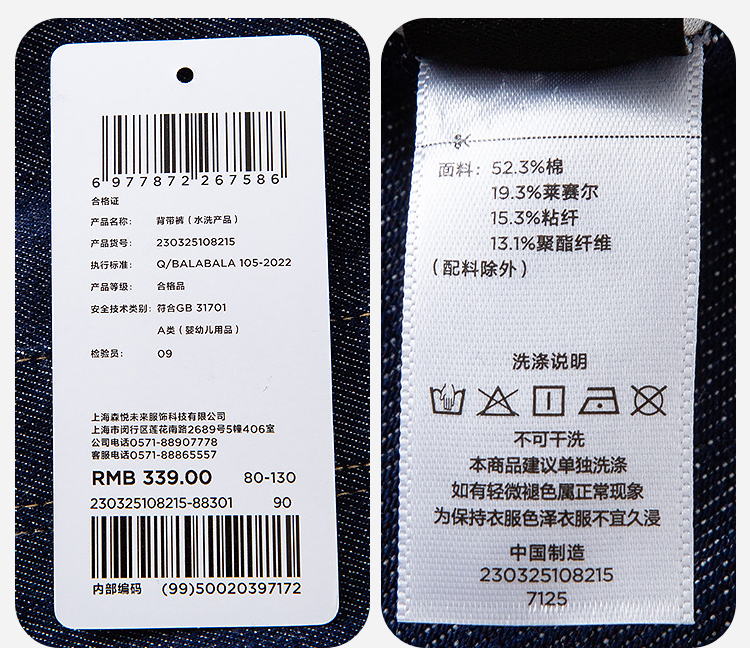 6 977872 267586
合格证
产品名称: 背带裤（水洗产品）
产品货号: 230325108215
执行标准: Q/BALABALA 105-2022
产品等级: 合格品
安全技术类别: 符合GB 31701
A类（婴幼儿用品）
检验员: 09
上海森悦未来服饰科技有限公司
上海市闵行区莲花南路2689号5幢406室
公司电话0571-88907778
客服电话0571-88865557
RMB 339.00 80-130
230325108215-88301 90
内部编码 (99)50020397172
面料: 52.3%棉
19.3%莱赛尔
15.3%粘纤
13.1%聚酯纤维
（配料除外）
洗涤说明
不可干洗
本商品建议单独洗涤
如有轻微褪色属正常现象
为保持衣服色泽衣服不宜久浸
中国制造
230325108215
7125